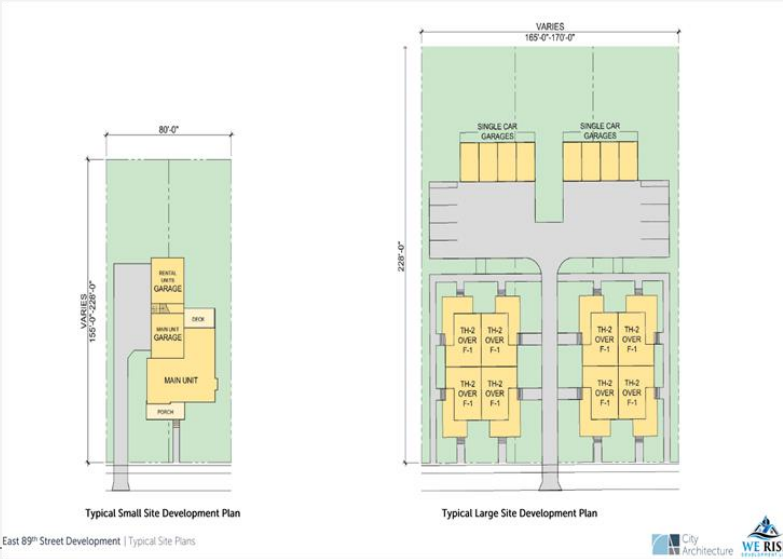 VARIES
165'-0"-170'-0"
80'-0"
SINGLE CAR
GARAGES
SINGLE CAR
GARAGES
228'-0"
VARIES
155'-0"-228'-0"
RENTAL
UNITS
GARAGE
DECK
MAIN UNIT
GARAGE
MAIN UNIT
PORCH
TH-2
OVER
F-1
TH-2
OVER
F-1
TH-2
OVER
F-1
TH-2
OVER
F-1
TH-2
OVER
F-1
TH-2
OVER
F-1
TH-2
OVER
F-1
TH-2
OVER
F-1
Typical Small Site Development Plan
Typical Large Site Development Plan
East 89th Street Development | Typical Site Plans
City
Architecture
WE RIS
DEVELOPMENT